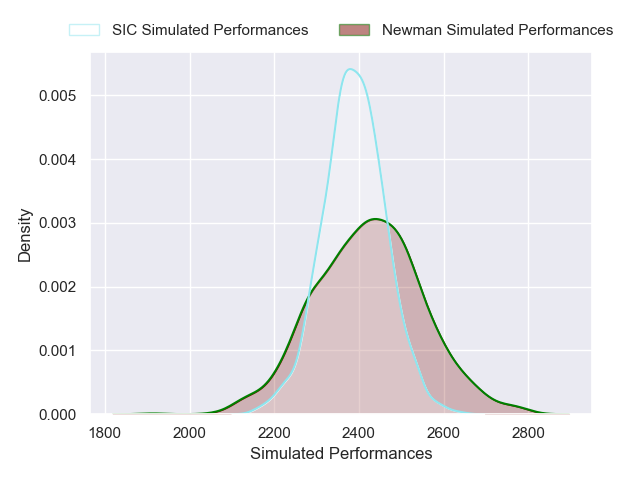 SIC Simulated Performances
Newman Simulated Performances
0.005
0.004
0.003
0.002
0.001
0.000
Density
1800 2000 2200 2400 2600 2800
Simulated Performances